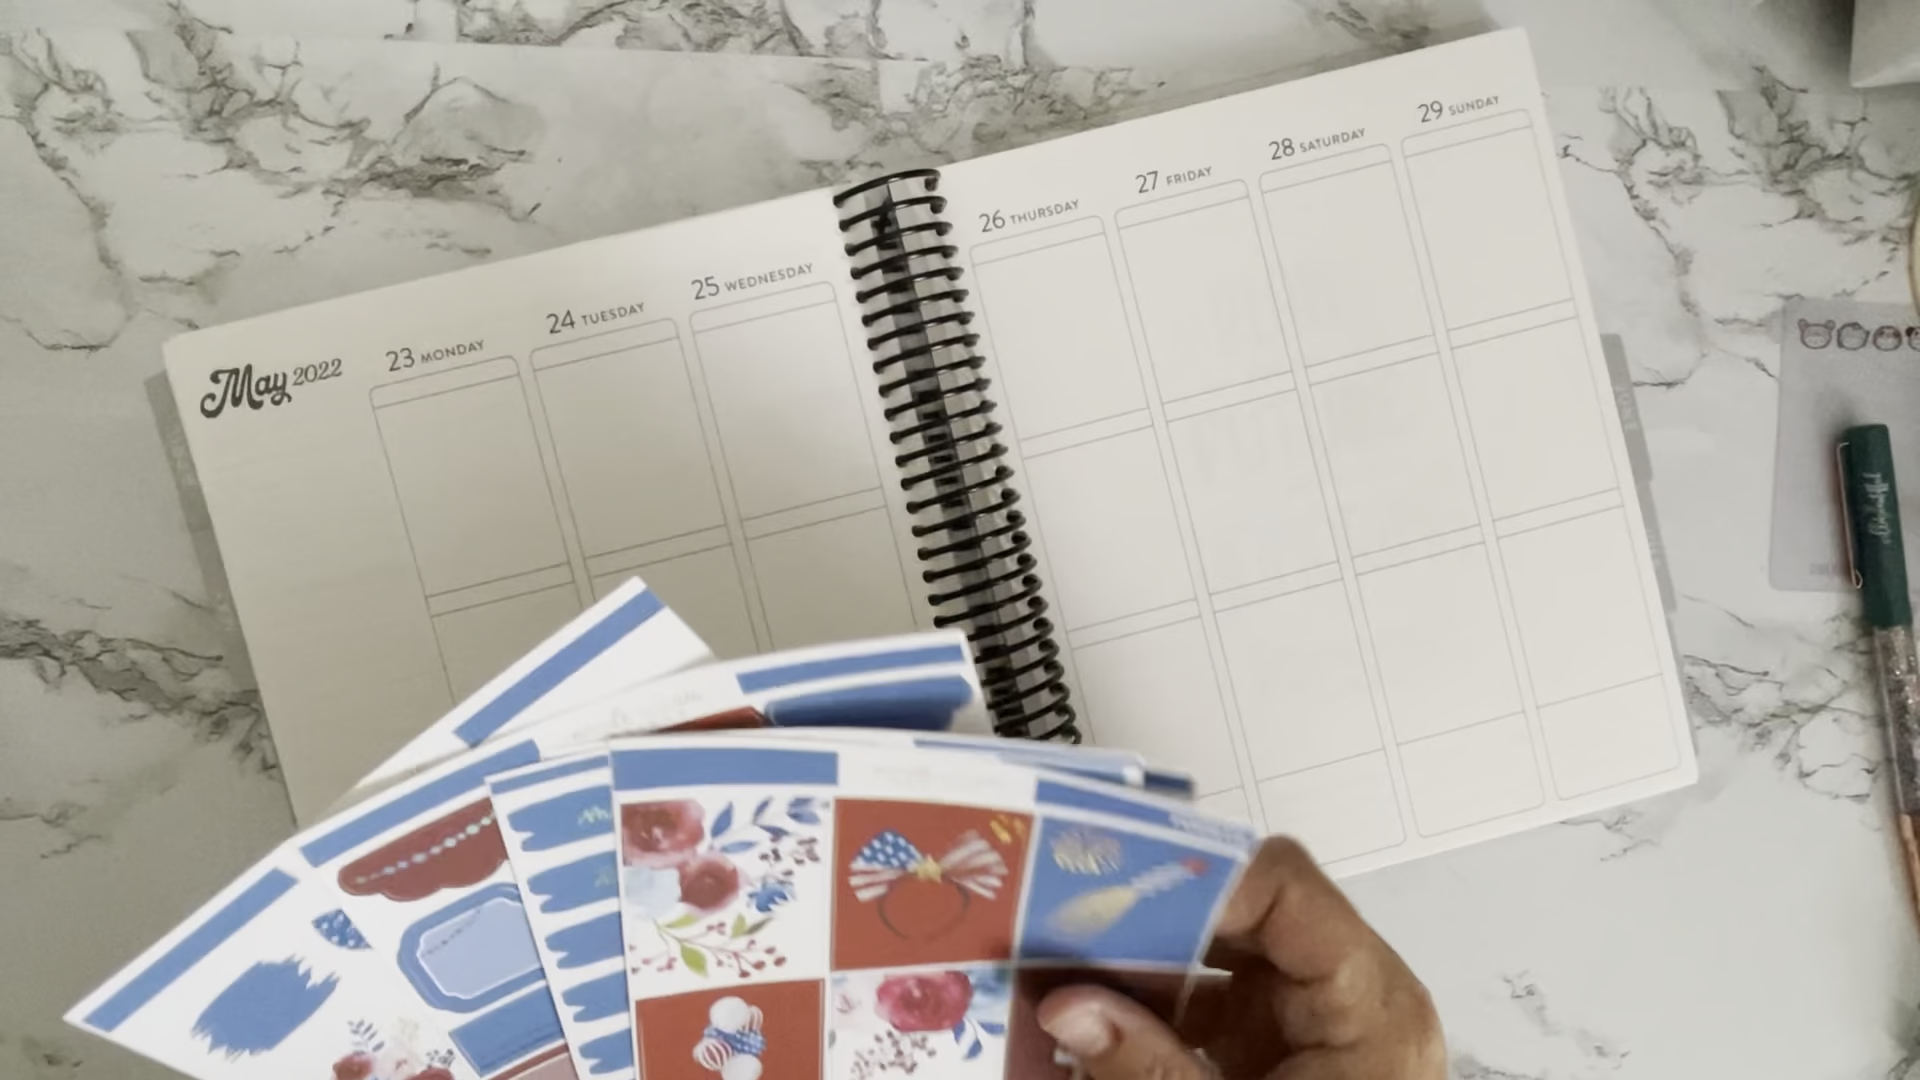 May 2022
23 MONDAY
24 TUESDAY
25 WEDNESDAY
26 THURSDAY
27 FRIDAY
28 SATURDAY
29 SUNDAY